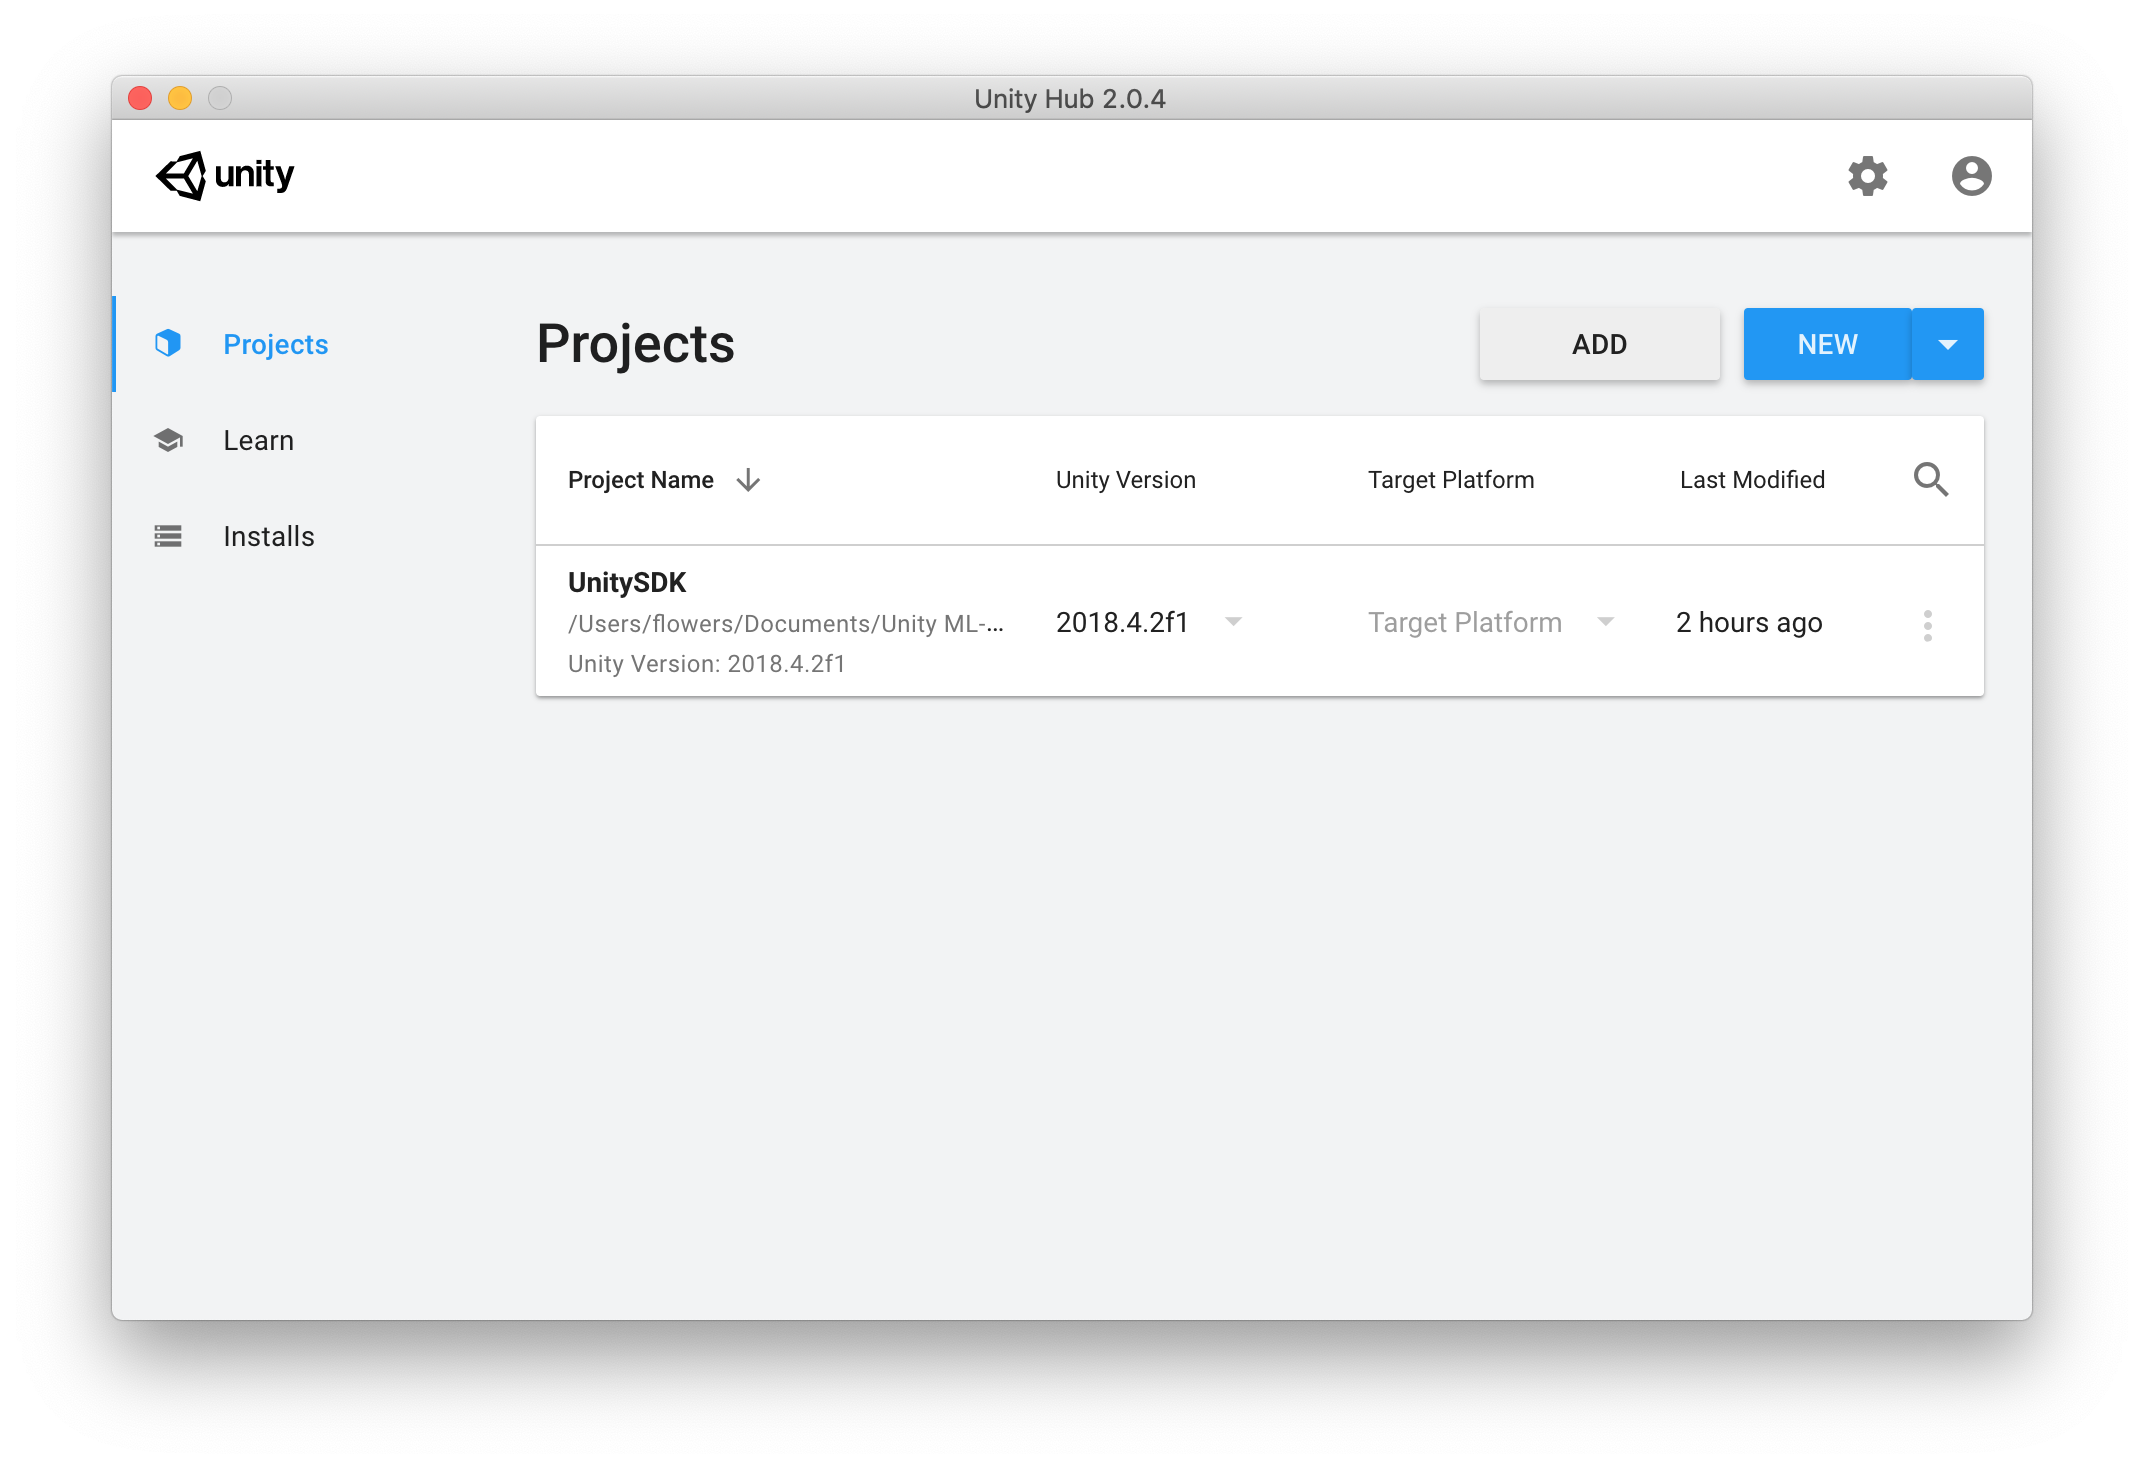 Unity Hub 2.0.4
unity
Projects
Learn
Installs
Projects
ADD
NEW
Project Name
Unity Version
Target Platform
Last Modified
UnitySDK
/Users/flowers/Documents/Unity ML-...
Unity Version: 2018.4.2f1
2018.4.2f1
Target Platform
2 hours ago